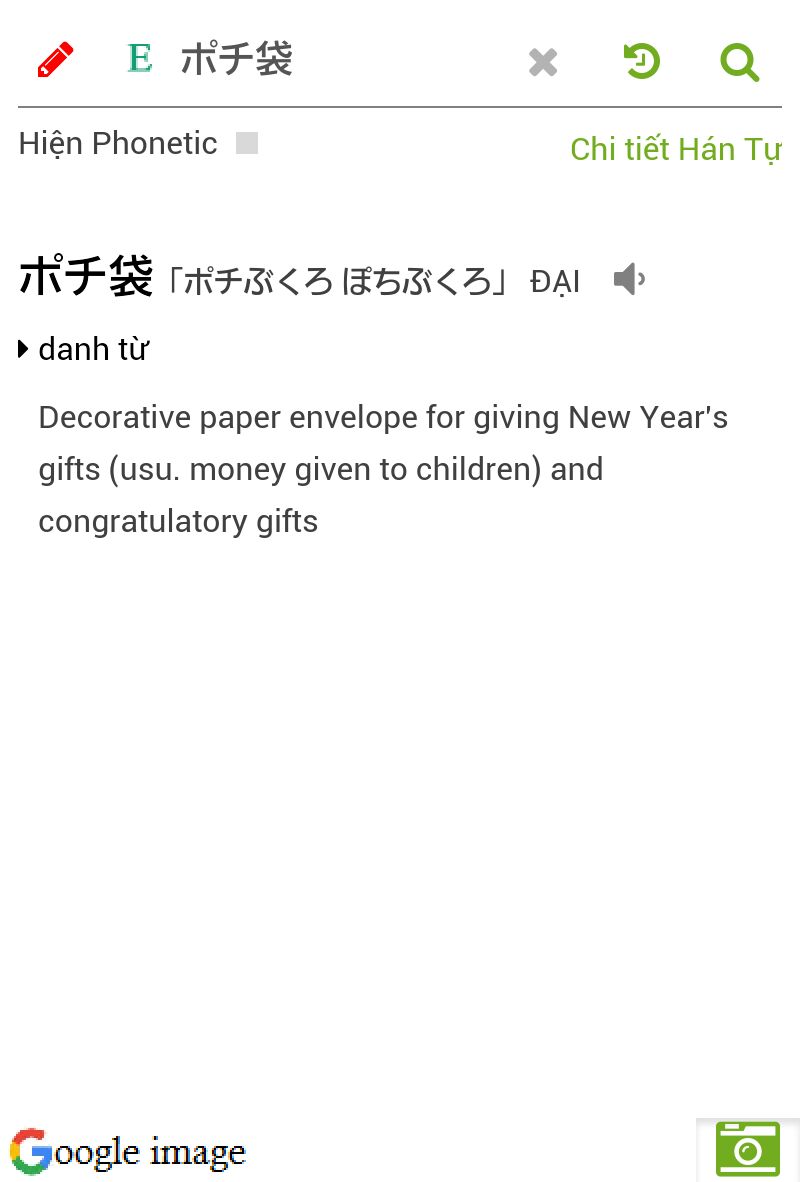 E ポチ袋
Hiện Phonetic
Chi tiết Hán Tự
ポチ袋 「ポチぶくろ ぽちぶくろ」 ĐẠI
danh từ
Decorative paper envelope for giving New Year's
gifts (usu. money given to children) and
congratulatory gifts
Google image